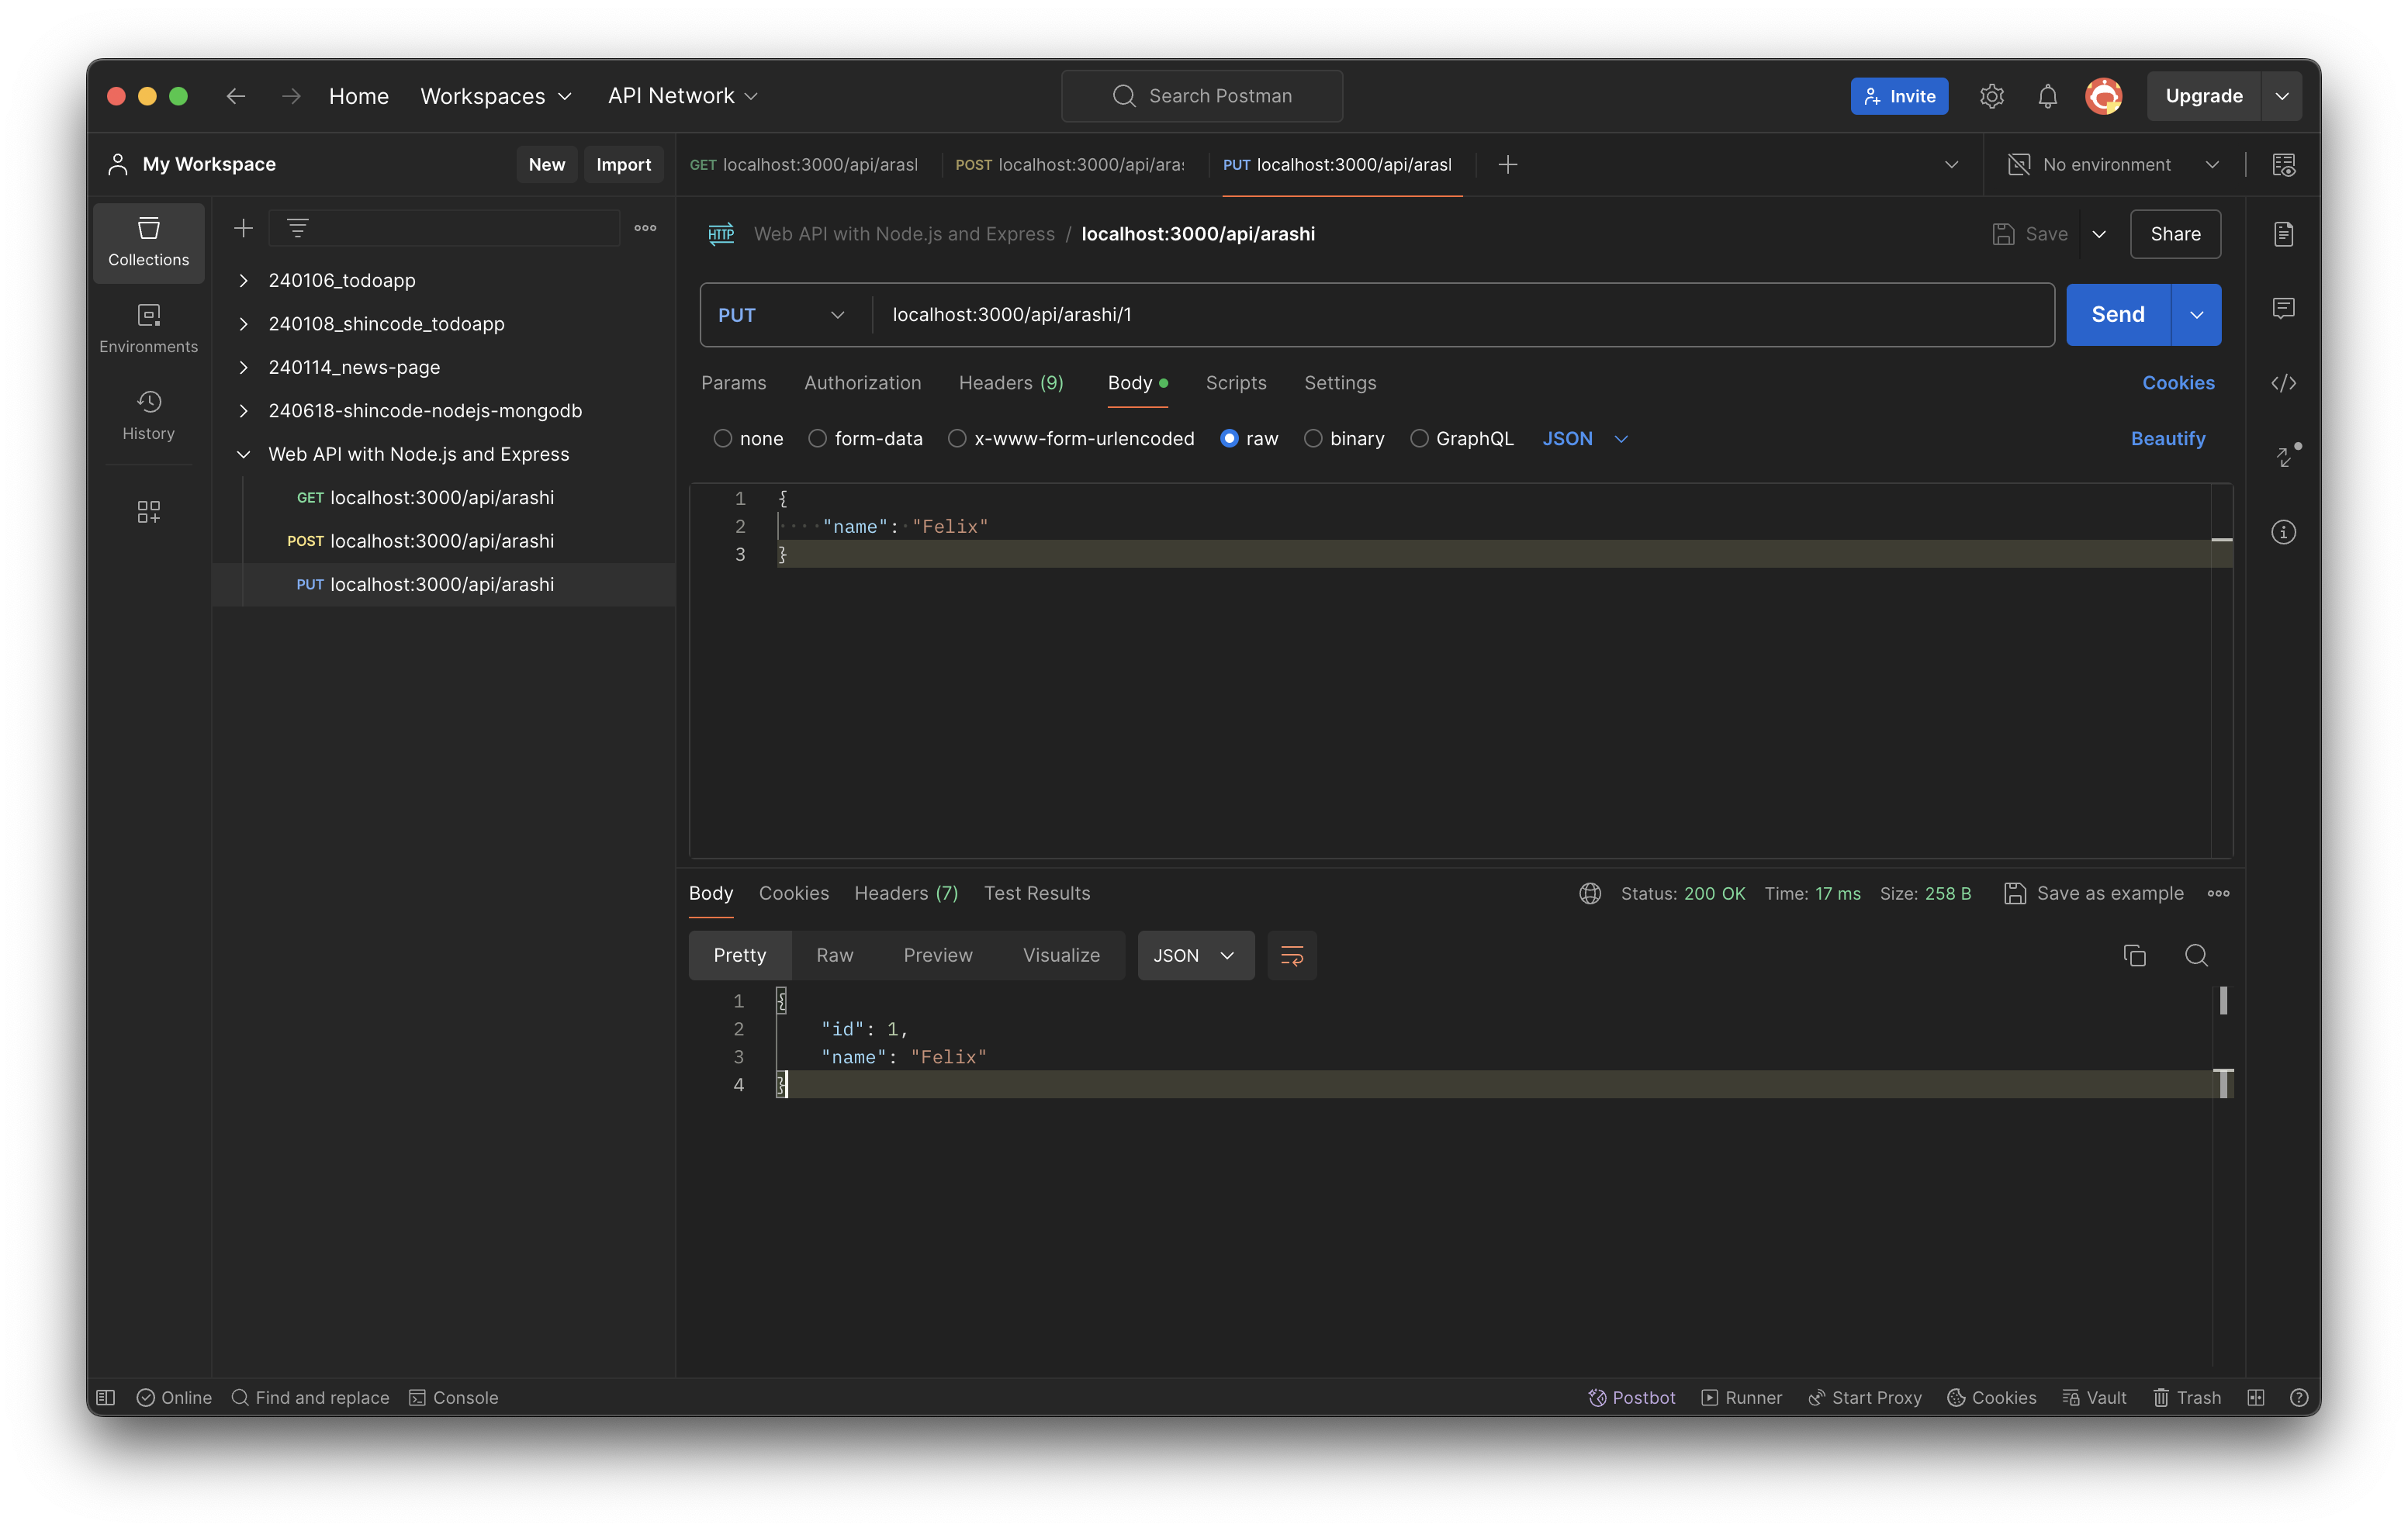 Home Workspaces API Network Search Postman Invite Upgrade
My Workspace New Import GET localhost:3000/api/arasl POST localhost:3000/api/aras PUT localhost:3000/api/arasl No environment
Collections
Environments
History
240106_todoapp
240108_shincode_todoapp
240114_news-page
240618-shincode-nodejs-mongodb
Web API with Node.js and Express
GET localhost:3000/api/arashi
POST localhost:3000/api/arashi
PUT localhost:3000/api/arashi
HTTP Web API with Node.js and Express / localhost:3000/api/arashi Save Share
PUT localhost:3000/api/arashi/1 Send
Params Authorization Headers (9) Body Scripts Settings Cookies
none form-data x-www-form-urlencoded raw binary GraphQL JSON Beautify
1 {
2 "name": "Felix"
3 }
Body Cookies Headers (7) Test Results Status: 200 OK Time: 17 ms Size: 258 B Save as example
Pretty Raw Preview Visualize JSON
1 {
2 "id": 1,
3 "name": "Felix"
4 }
Online Find and replace Console Postbot Runner Start Proxy Cookies Vault Trash